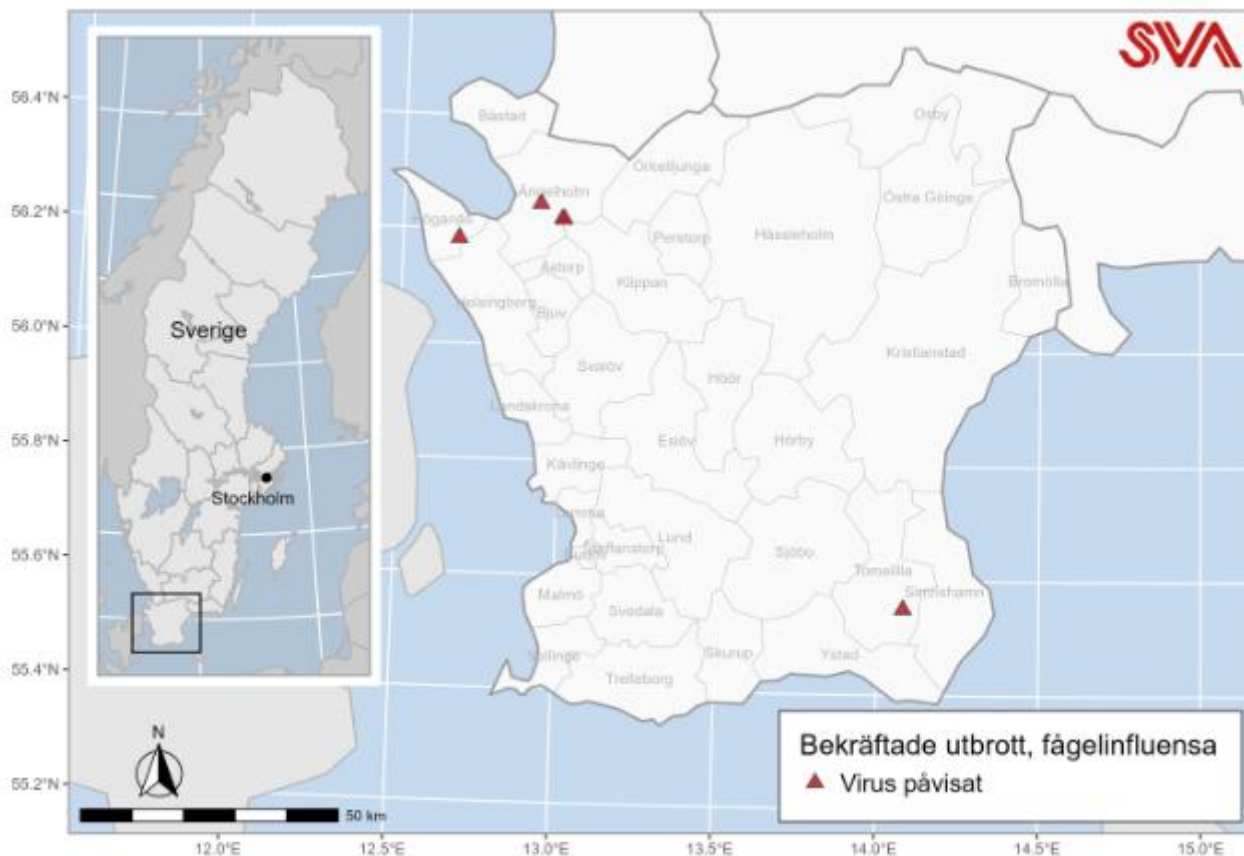 SVA
56.4°N
56.2°N
56.0°N
55.8°N
55.6°N
55.4°N
55.2°N
12.0°E
12.5°E
13.0°E
13.5°E
14.0°E
14.5°E
15.0°E
Sverige
Stockholm
N
50 km
Båstad
Osby
Örkelljunga
Ängelholm
Östra Göinge
Höganäs
Perstorp
Hässleholm
Åstorp
Klippan
Bromölla
Helsingborg
Bjuv
Kristianstad
Svalöv
Höör
Landskrona
Eslöv
Hörby
Kävlinge
Lund
Staffanstorp
Sjöbo
Tomelilla
Simrishamn
Malmö
Svedala
Vellinge
Skurup
Ystad
Trelleborg
Bekräftade utbrott, fågelinfluensa
Virus påvisat